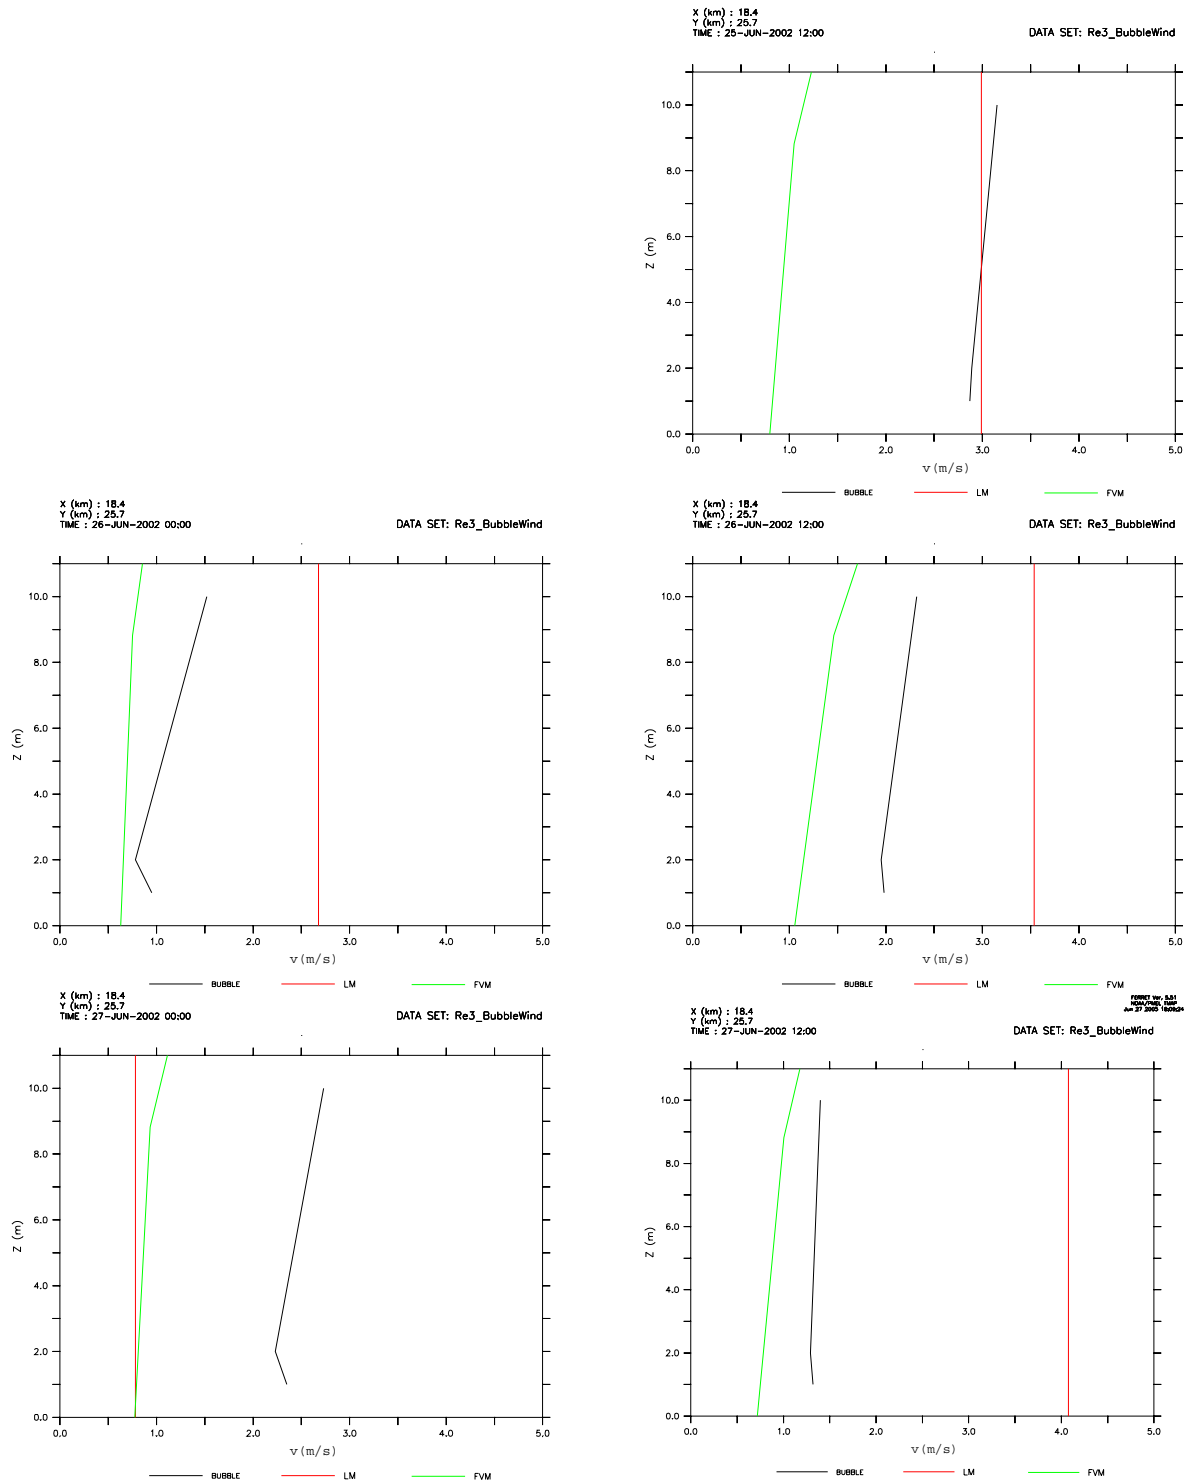 X (km) : 18.4
Y (km) : 25.7
TIME : 25-JUN-2002 12:00
DATA SET: Re3_BubbleWind
10.0
8.0
6.0
4.0
2.0
0.0
Z (m)
0.0 1.0 2.0 3.0 4.0 5.0
v(m/s)
BUBBLE LM FVM
X (km) : 18.4
Y (km) : 25.7
TIME : 26-JUN-2002 00:00
DATA SET: Re3_BubbleWind
10.0
8.0
6.0
4.0
2.0
0.0
Z (m)
0.0 1.0 2.0 3.0 4.0 5.0
v(m/s)
BUBBLE LM FVM
X (km) : 18.4
Y (km) : 25.7
TIME : 26-JUN-2002 12:00
DATA SET: Re3_BubbleWind
10.0
8.0
6.0
4.0
2.0
0.0
Z (m)
0.0 1.0 2.0 3.0 4.0 5.0
v(m/s)
BUBBLE LM FVM
X (km) : 18.4
Y (km) : 25.7
TIME : 27-JUN-2002 00:00
DATA SET: Re3_BubbleWind
10.0
8.0
6.0
4.0
2.0
0.0
Z (m)
0.0 1.0 2.0 3.0 4.0 5.0
v(m/s)
BUBBLE LM FVM
FERRET Ver. 5.51
NOAA/PMEL TMAP
X (km) : 18.4
Y (km) : 25.7
TIME : 27-JUN-2002 12:00
DATA SET: Re3_BubbleWind
10.0
8.0
6.0
4.0
2.0
0.0
Z (m)
0.0 1.0 2.0 3.0 4.0 5.0
v(m/s)
BUBBLE LM FVM